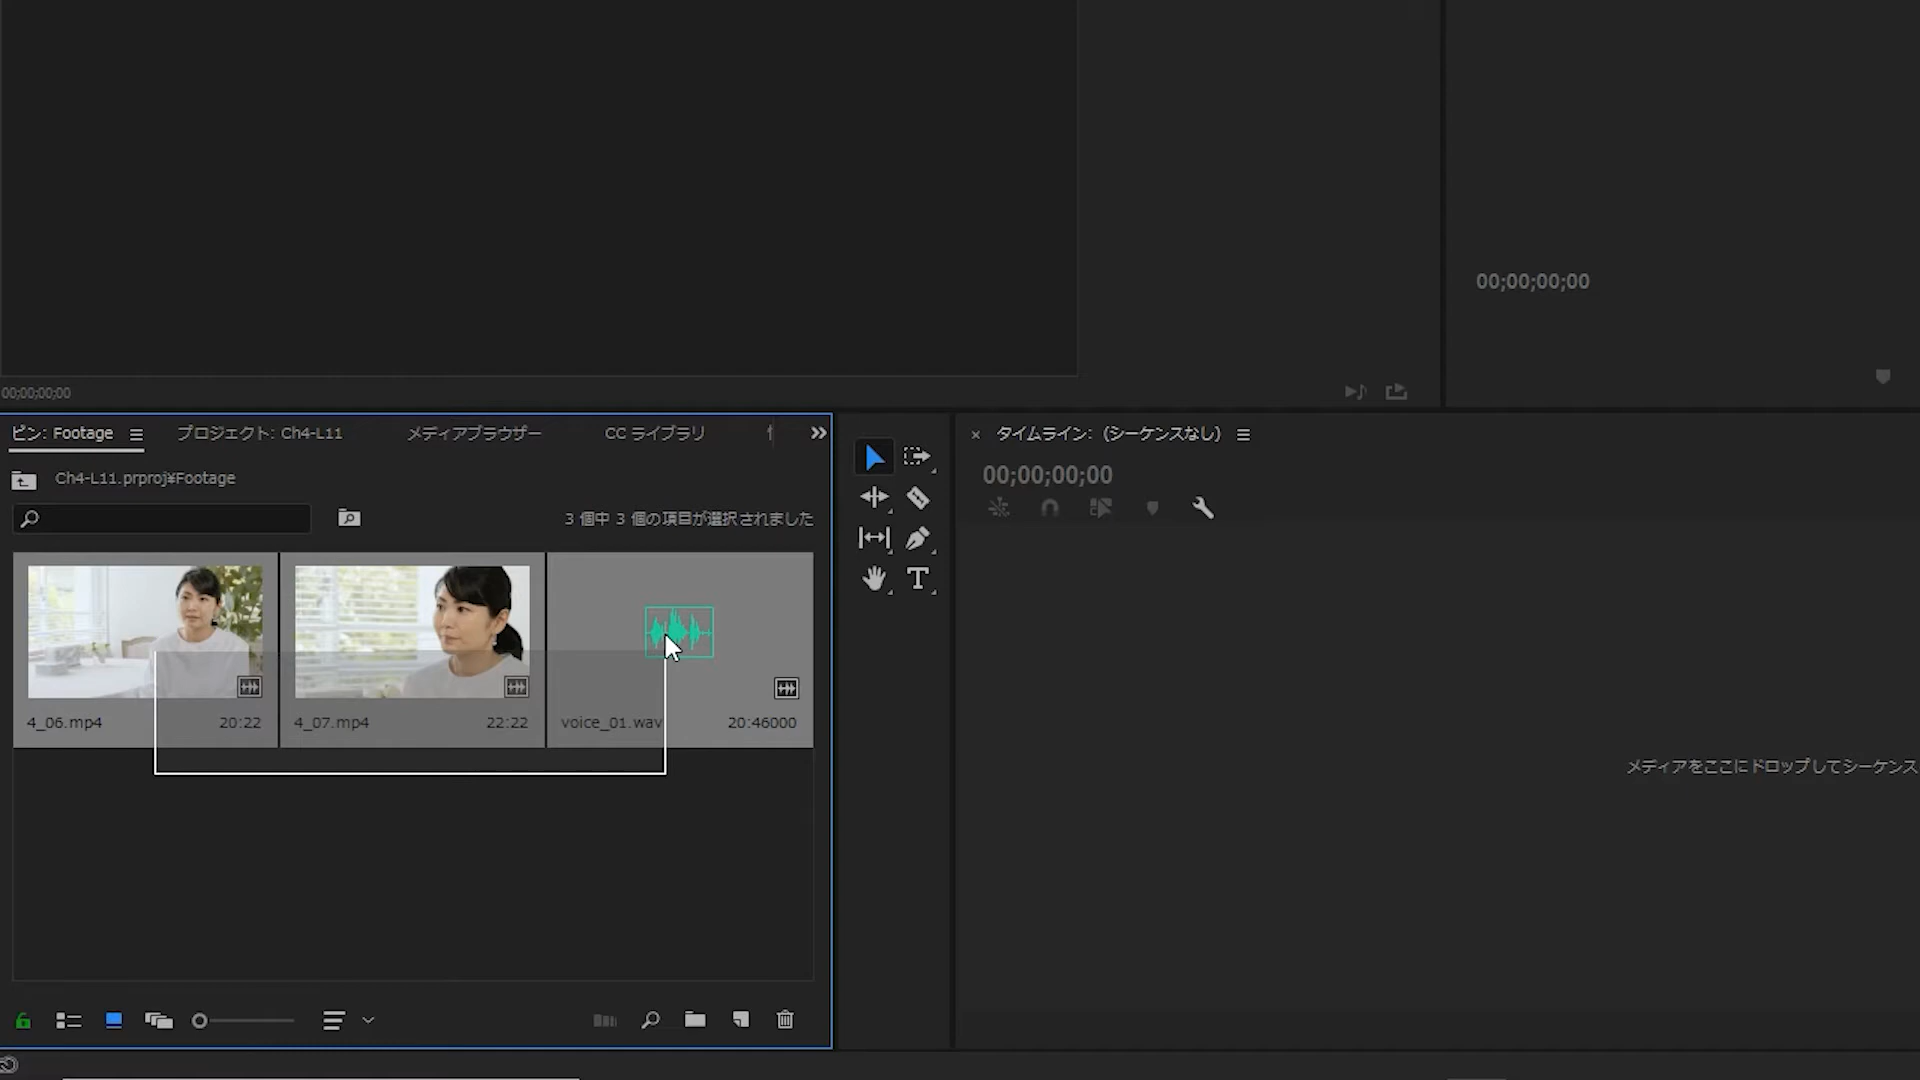 00;00;00;00
00;00;00;00
ビン: Footage
プロジェクト: Ch4-L11
メディアブラウザー
CC ライブラリ
タイムライン: (シーケンスなし)
Ch4-L11.prproj¥Footage
00;00;00;00
3 個中 3 個の項目が選択されました
4_06.mp4
20:22
4_07.mp4
22:22
voice_01.wav
20:46000
メディアをここにドロップしてシーケンス